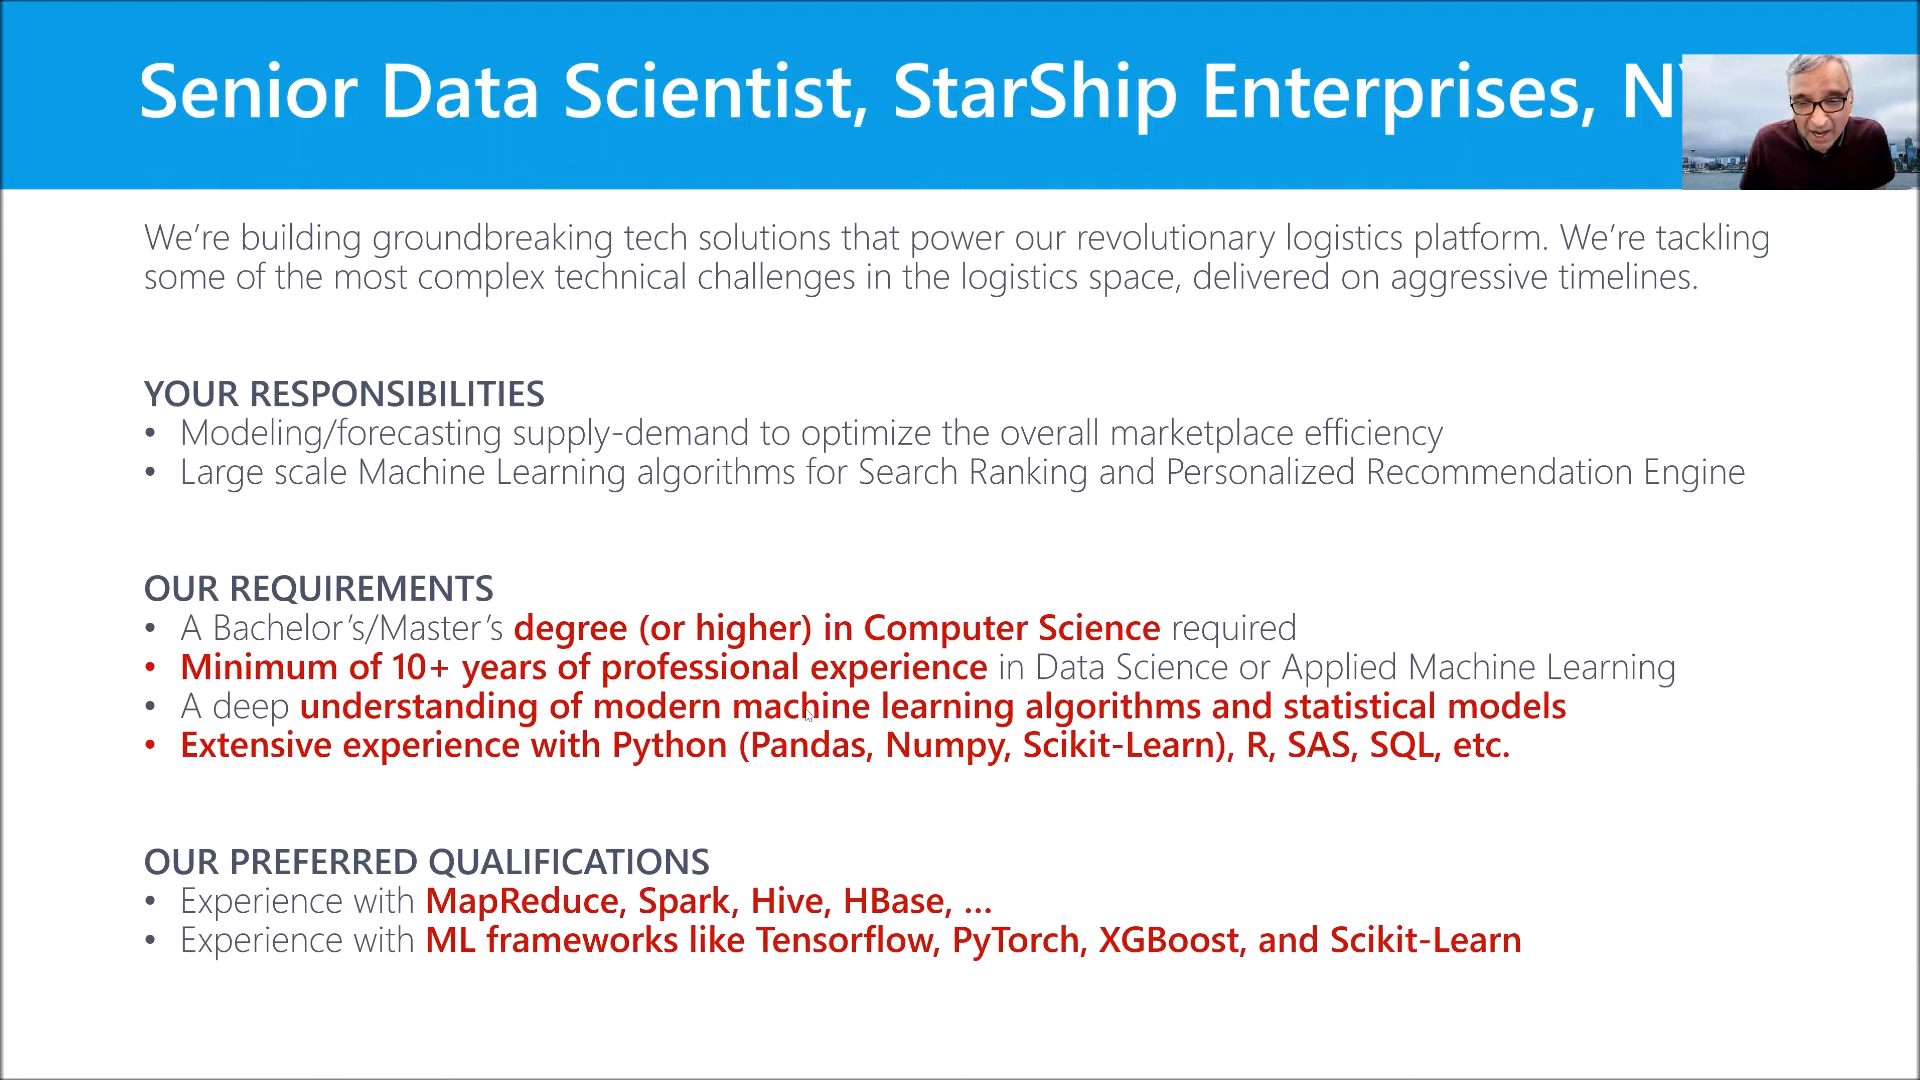 Senior Data Scientist, StarShip Enterprises,
We’re building groundbreaking tech solutions that power our revolutionary logistics platform. We’re tackling
some of the most complex technical challenges in the logistics space, delivered on aggressive timelines.
YOUR RESPONSIBILITIES
• Modeling/forecasting supply-demand to optimize the overall marketplace efficiency
• Large scale Machine Learning algorithms for Search Ranking and Personalized Recommendation Engine
OUR REQUIREMENTS
• A Bachelor’s/Master’s degree (or higher) in Computer Science required
• Minimum of 10+ years of professional experience in Data Science or Applied Machine Learning
• A deep understanding of modern machine learning algorithms and statistical models
• Extensive experience with Python (Pandas, Numpy, Scikit-Learn), R, SAS, SQL, etc.
OUR PREFERRED QUALIFICATIONS
• Experience with MapReduce, Spark, Hive, HBase, ...
• Experience with ML frameworks like Tensorflow, PyTorch, XGBoost, and Scikit-Learn